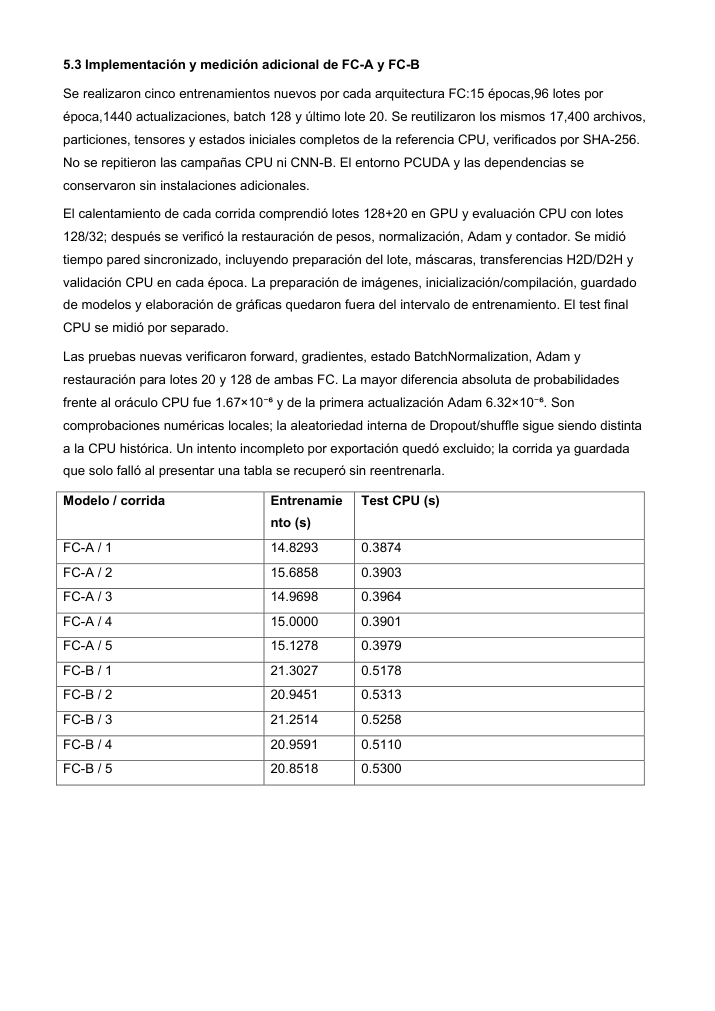 5.3 Implementación y medición adicional de FC-A y FC-B
Se realizaron cinco entrenamientos nuevos por cada arquitectura FC:15 épocas,96 lotes por
época,1440 actualizaciones, batch 128 y último lote 20. Se reutilizaron los mismos 17,400 archivos,
particiones, tensores y estados iniciales completos de la referencia CPU, verificados por SHA-256.
No se repitieron las campañas CPU ni CNN-B. El entorno PCUDA y las dependencias se
conservaron sin instalaciones adicionales.
El calentamiento de cada corrida comprendió lotes 128+20 en GPU y evaluación CPU con lotes
128/32; después se verificó la restauración de pesos, normalización, Adam y contador. Se midió
tiempo pared sincronizado, incluyendo preparación del lote, máscaras, transferencias H2D/D2H y
validación CPU en cada época. La preparación de imágenes, inicialización/compilación, guardado
de modelos y elaboración de gráficas quedaron fuera del intervalo de entrenamiento. El test final
CPU se midió por separado.
Las pruebas nuevas verificaron forward, gradientes, estado BatchNormalization, Adam y
restauración para lotes 20 y 128 de ambas FC. La mayor diferencia absoluta de probabilidades
frente al oráculo CPU fue 1.67×10⁻⁶ y de la primera actualización Adam 6.32×10⁻⁶. Son
comprobaciones numéricas locales; la aleatoriedad interna de Dropout/shuffle sigue siendo distinta
a la CPU histórica. Un intento incompleto por exportación quedó excluido; la corrida ya guardada
que solo falló al presentar una tabla se recuperó sin reentrenarla.
Modelo / corrida Entrenamie Test CPU (s)
nto (s)
FC-A / 1 14.8293 0.3874
FC-A / 2 15.6858 0.3903
FC-A / 3 14.9698 0.3964
FC-A / 4 15.0000 0.3901
FC-A / 5 15.1278 0.3979
FC-B / 1 21.3027 0.5178
FC-B / 2 20.9451 0.5313
FC-B / 3 21.2514 0.5258
FC-B / 4 20.9591 0.5110
FC-B / 5 20.8518 0.5300